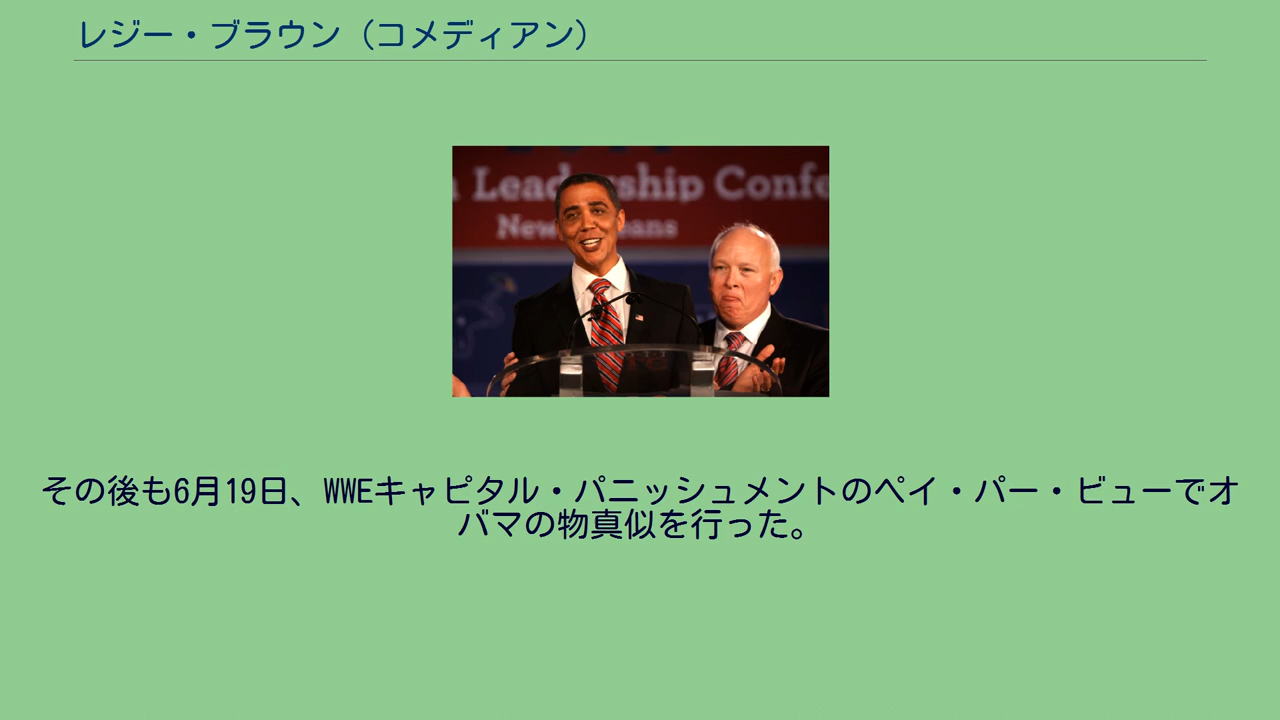 レジー・ブラウン（コメディアン）
n Leadership Confe
New Orleans
その後も6月19日、WWEキャピタル・パニッシュメントのペイ・パー・ビューでオ
バマの物真似を行った。